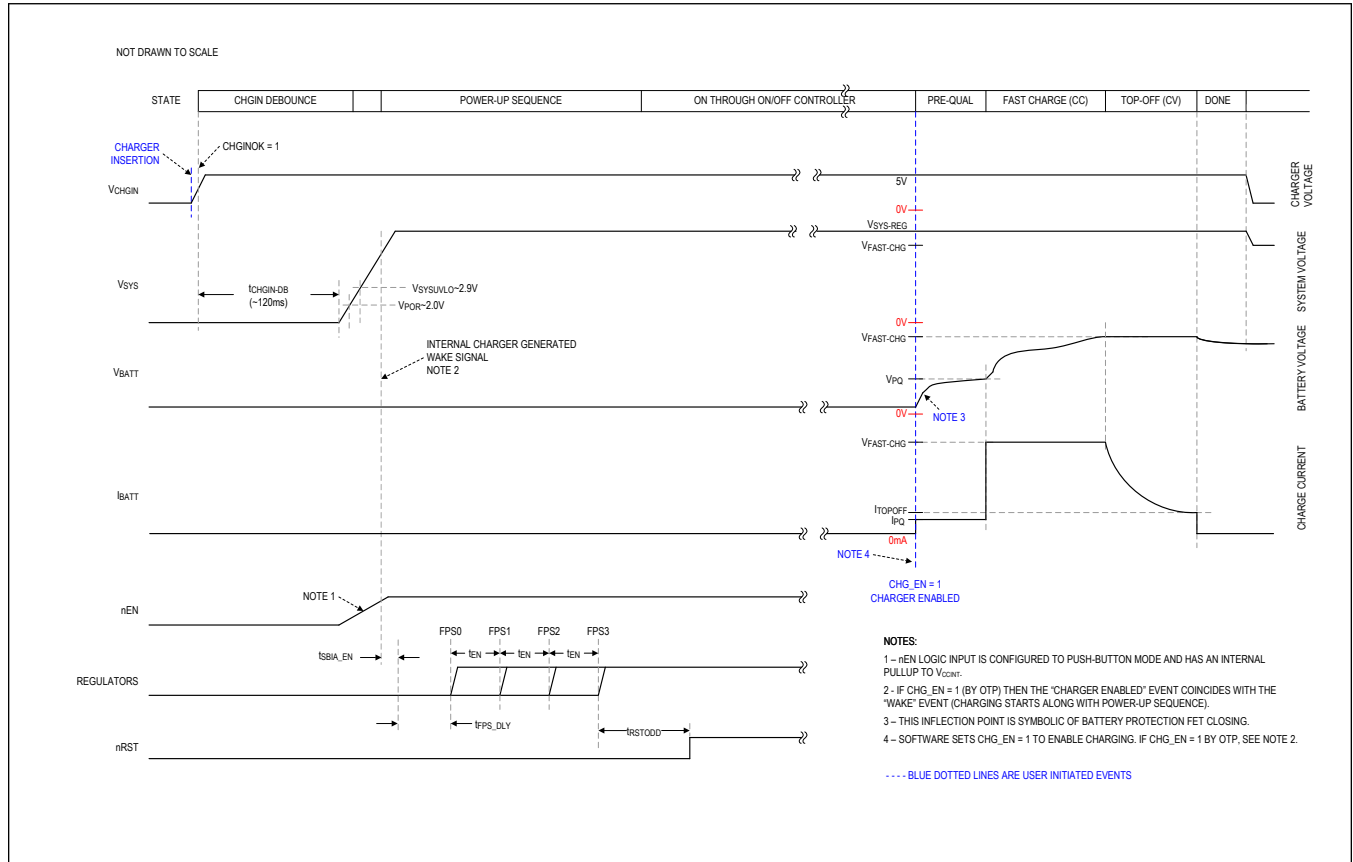 NOT DRAWN TO SCALE
STATE
CHGIN DEBOUNCE
POWER-UP SEQUENCE
ON THROUGH ON/OFF CONTROLLER
PRE-QUAL
FAST CHARGE (CC)
TOP-OFF (CV)
DONE
CHARGER
INSERTION
CHGINOK = 1
VCHGIN
5V
0V
CHARGER
VOLTAGE
VSYS-REG
VFAST-CHG
VSYS
tCHGIN-DB
(~120ms)
VSYSUVLO~2.9V
VPOR~2.0V
0V
SYSTEM VOLTAGE
INTERNAL CHARGER GENERATED
WAKE SIGNAL
NOTE 2
VBATT
VFAST-CHG
VPQ
0V
NOTE 3
BATTERY VOLTAGE
IBATT
VFAST-CHG
ITOPOFF
IPQ
0mA
CHARGE CURRENT
NOTE 4
CHG_EN = 1
CHARGER ENABLED
nEN
NOTE 1
tSBIA_EN
FPS0
FPS1
FPS2
FPS3
tEN
tEN
tEN
REGULATORS
tFPS_DLY
tRSTODD
nRST
NOTES:
1 – nEN LOGIC INPUT IS CONFIGURED TO PUSH-BUTTON MODE AND HAS AN INTERNAL
PULLUP TO VCCINT.
2 - IF CHG_EN = 1 (BY OTP) THEN THE “CHARGER ENABLED” EVENT COINCIDES WITH THE
“WAKE” EVENT (CHARGING STARTS ALONG WITH POWER-UP SEQUENCE).
3 – THIS INFLECTION POINT IS SYMBOLIC OF BATTERY PROTECTION FET CLOSING.
4 – SOFTWARE SETS CHG_EN = 1 TO ENABLE CHARGING. IF CHG_EN = 1 BY OTP, SEE NOTE 2.
- - - - BLUE DOTTED LINES ARE USER INITIATED EVENTS